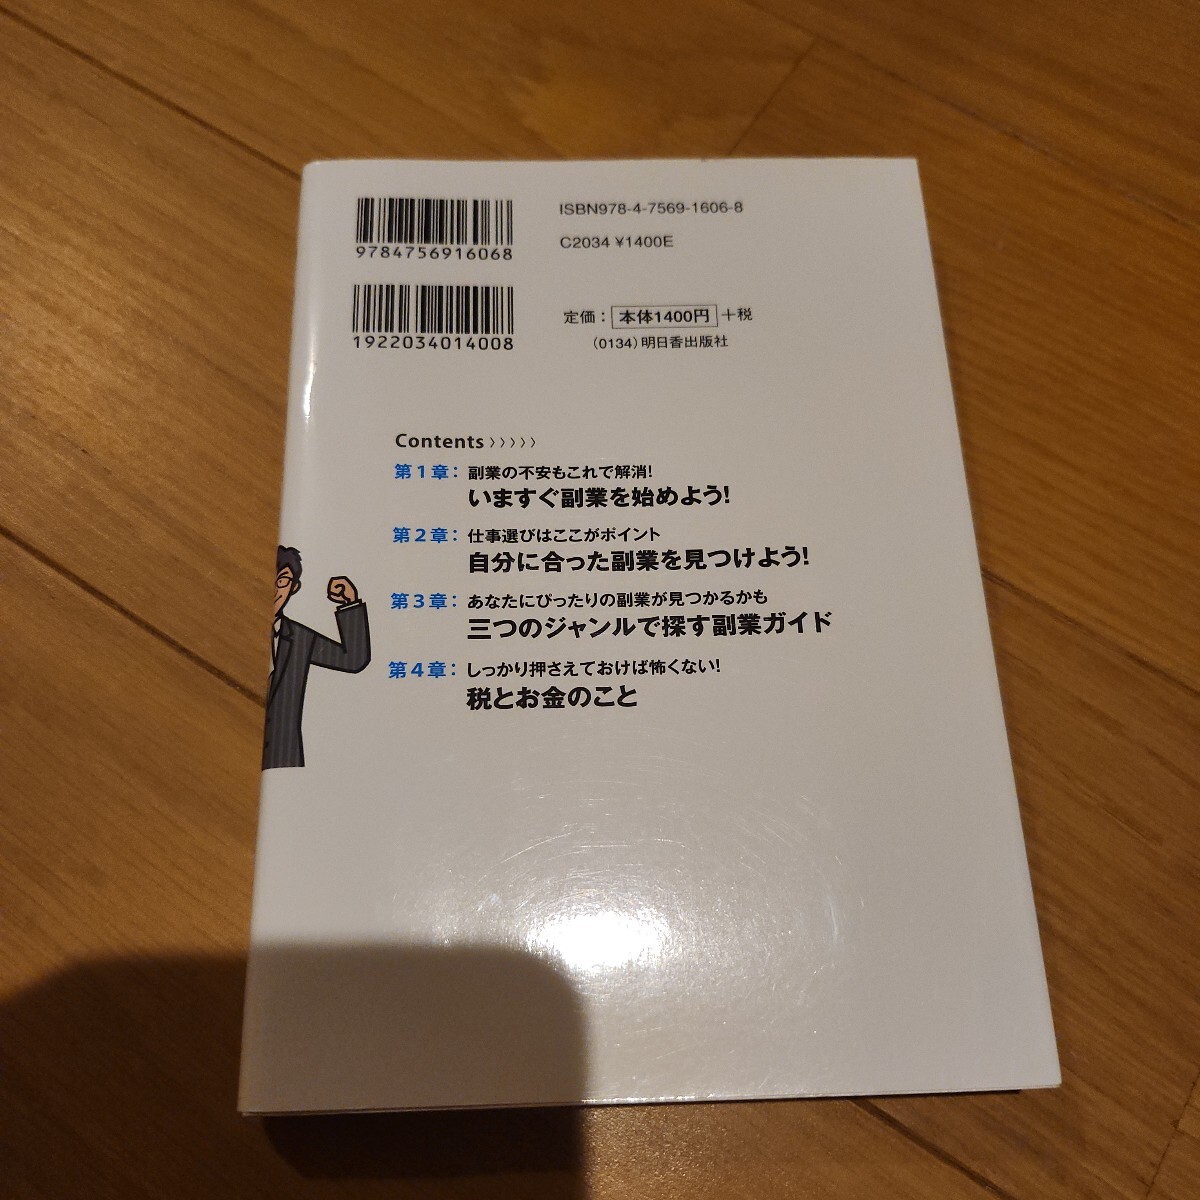 9784756916068
ISBN978-4-7569-1606-8
C2034 ¥1400E
1922034014008
定価： 本体1400円 ＋税
(0134) 明日香出版社
Contents 〉〉〉〉〉
第1章： 副業の不安もこれで解消！
いますぐ副業を始めよう！
第2章： 仕事選びはここがポイント
自分に合った副業を見つけよう！
第3章： あなたにぴったりの副業が見つかるかも
三つのジャンルで探す副業ガイド
第4章： しっかり押さえておけば怖くない！
税とお金のこと